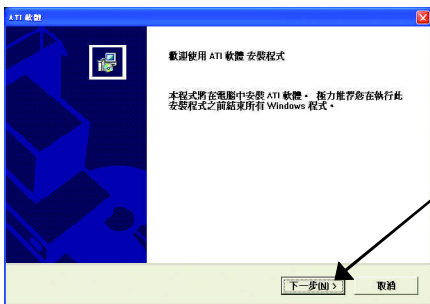 ATI 軟體
歡迎使用 ATI 軟體 安裝程式
本程式將在電腦中安裝 ATI 軟體。 極力推荐您在執行此
安裝程式之前結束所有 Windows 程式。
下一步(N) >
取消